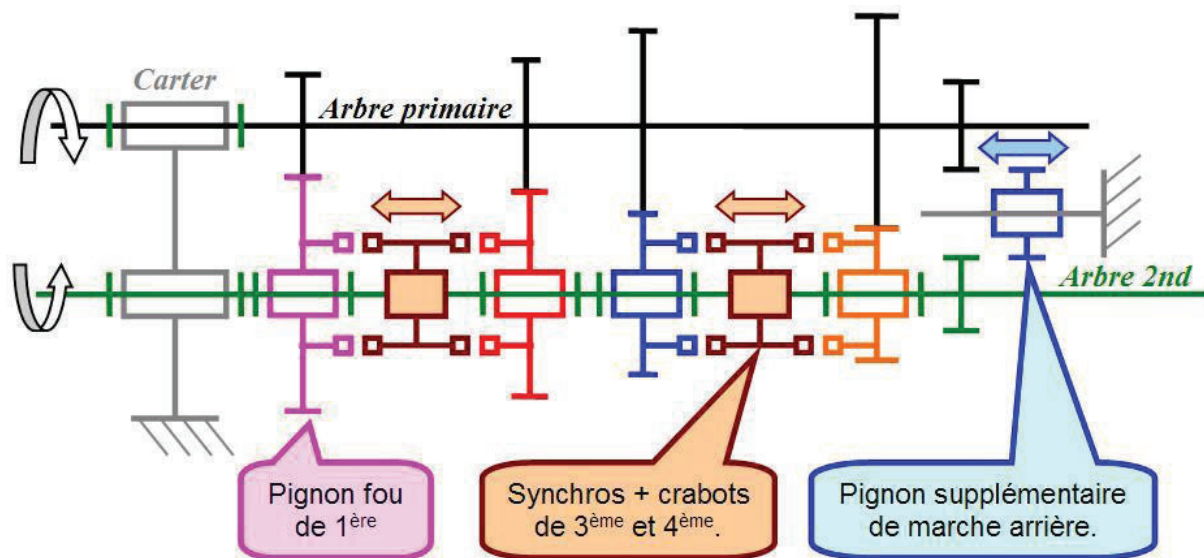 Carter
Arbre primaire
Arbre 2nd
Pignon fou
de 1ère
Synchros + crabots
de 3ème et 4ème.
Pignon supplémentaire
de marche arrière.